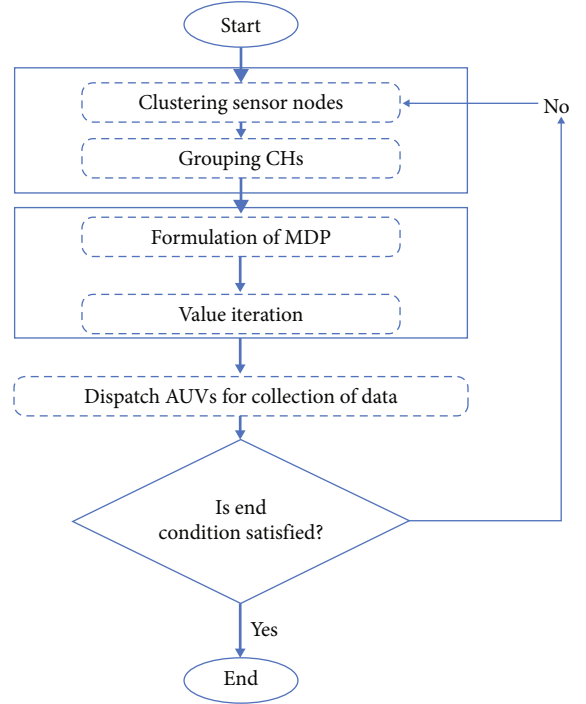 Start
Clustering sensor nodes
No
Grouping CHs
Formulation of MDP
Value iteration
Dispatch AUVs for collection of data
Is end
condition satisfied?
Yes
End